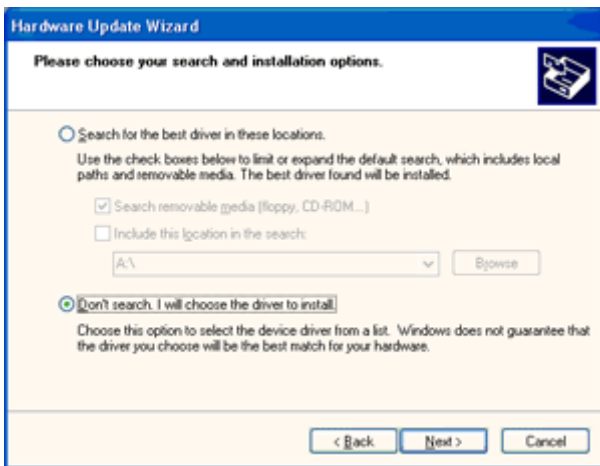 Hardware Update Wizard
Please choose your search and installation options.
Search for the best driver in these locations.
Use the check boxes below to limit or expand the default search, which includes local
paths and removable media. The best driver found will be installed.
Search removable media (floppy, CD-ROM...)
Include this location in the search:
A:\
Browse
Don't search. I will choose the driver to install.
Choose this option to select the device driver from a list. Windows does not guarantee that
the driver you choose will be the best match for your hardware.
< Back Next > Cancel